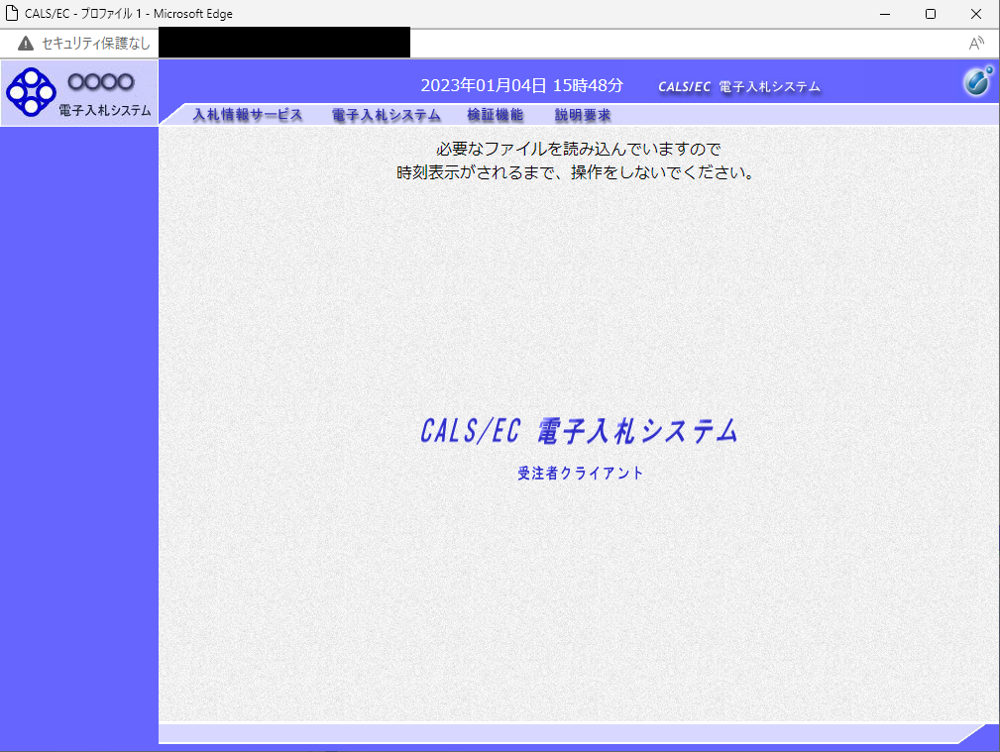 CALS/EC - プロファイル 1 - Microsoft Edge
セキュリティ保護なし
○○○○
電子入札システム
2023年01月04日 15時48分
CALS/EC 電子入札システム
入札情報サービス
電子入札システム
検証機能
説明要求
必要なファイルを読み込んでいますので
時刻表示がされるまで、操作をしないでください。
CALS/EC 電子入札システム
受注者クライアント